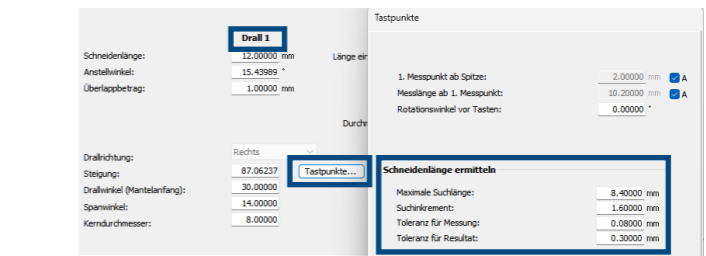 Tastpunkte
Drall 1
Schneidenlänge: 12.00000 mm
Länge ein
Anstellwinkel: 15.43989 °
Überlappbetrag: 1.00000 mm
1. Messpunkt ab Spitze: 2.00000 mm A
Messlänge ab 1. Messpunkt: 10.20000 mm A
Rotationswinkel vor Tasten: 0.00000 °
Durchr
Drallrichtung: Rechts
Steigung: 87.06237
Tastpunkte...
Drallwinkel (Mantelanfang): 30.00000
Spanwinkel: 14.00000
Kerndurchmesser: 8.00000
Schneidenlänge ermitteln
Maximale Suchlänge: 8.40000 mm
Suchinkrement: 1.60000 mm
Toleranz für Messung: 0.08000 mm
Toleranz für Resultat: 0.30000 mm